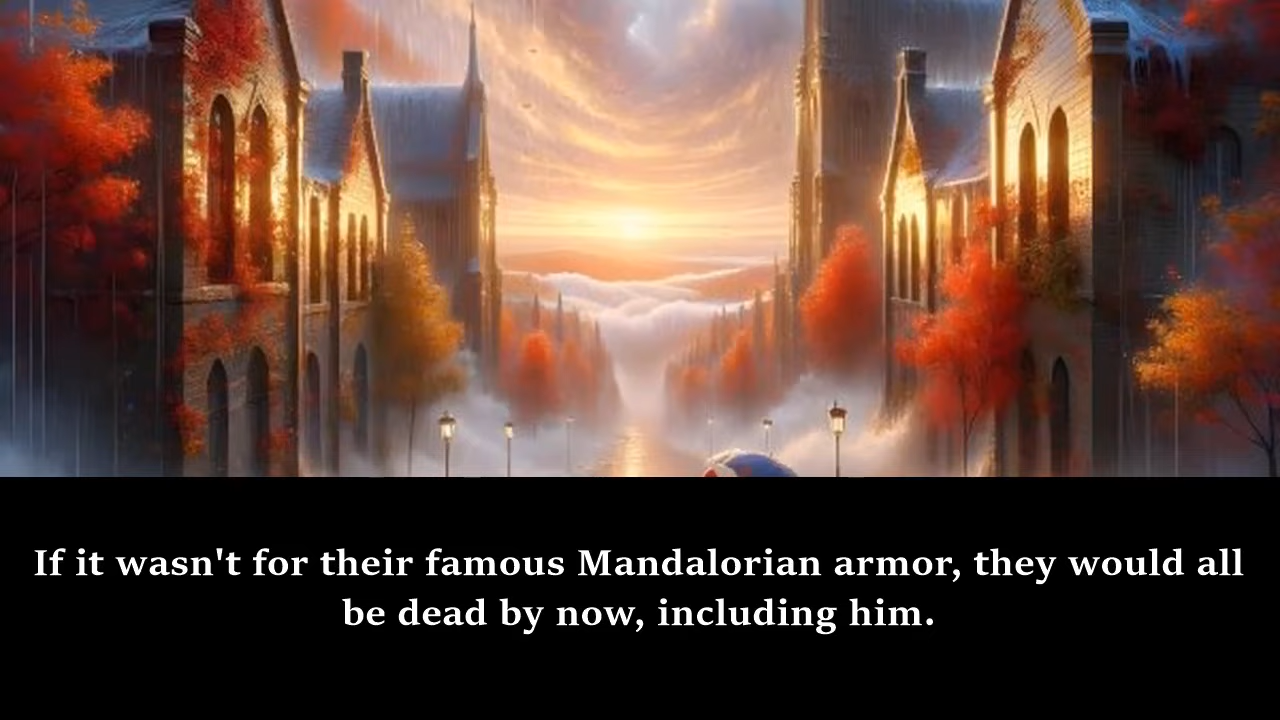 If it wasn't for their famous Mandalorian armor, they would all
be dead by now, including him.